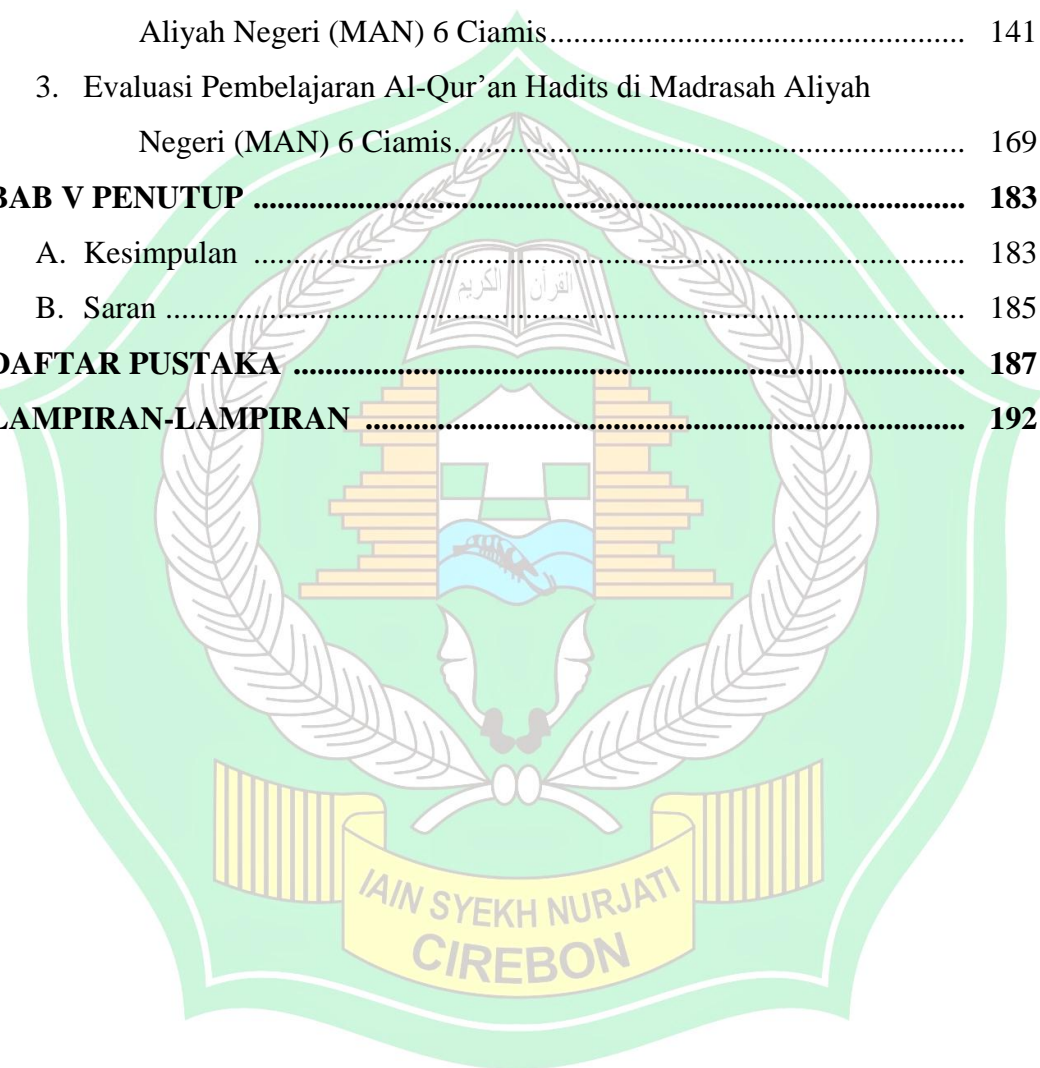 Aliyah Negeri (MAN) 6 Ciamis.................................................... 141
3. Evaluasi Pembelajaran Al-Qur’an Hadits di Madrasah Aliyah
Negeri (MAN) 6 Ciamis................................................................ 169
BAB V PENUTUP ......................................................................................... 183
A. Kesimpulan ......................................................................................... 183
B. Saran .................................................................................................... 185
DAFTAR PUSTAKA .................................................................................... 187
LAMPIRAN-LAMPIRAN ........................................................................... 192
القرآن الكريم
IAIN SYEKH NURJATI
CIREBON